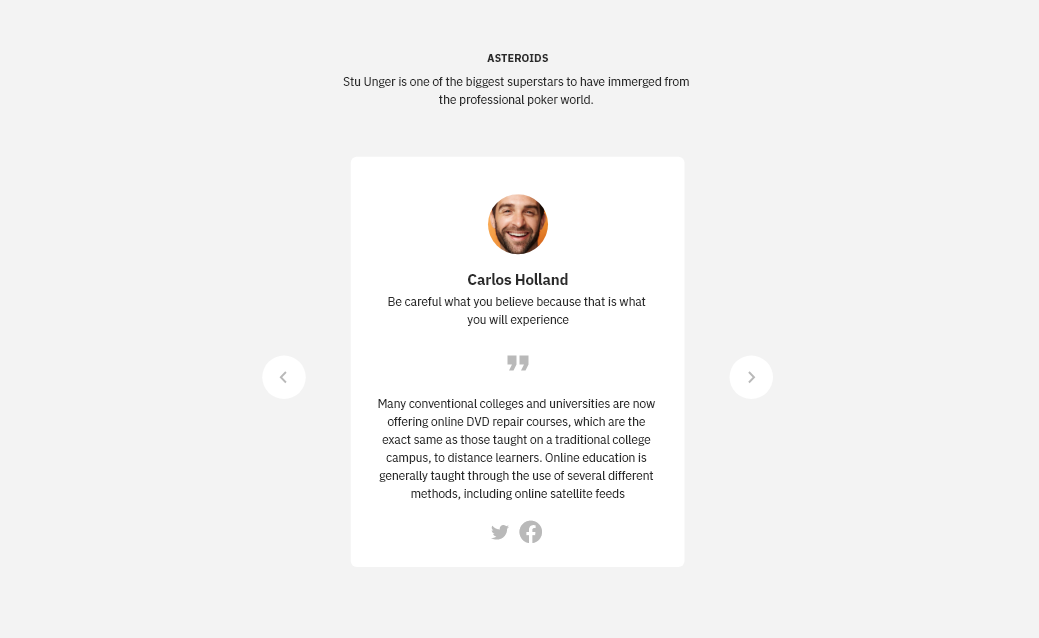 ASTEROIDS
Stu Unger is one of the biggest superstars to have immerged from
the professional poker world.
Carlos Holland
Be careful what you believe because that is what
you will experience
Many conventional colleges and universities are now
offering online DVD repair courses, which are the
exact same as those taught on a traditional college
campus, to distance learners. Online education is
generally taught through the use of several different
methods, including online satellite feeds